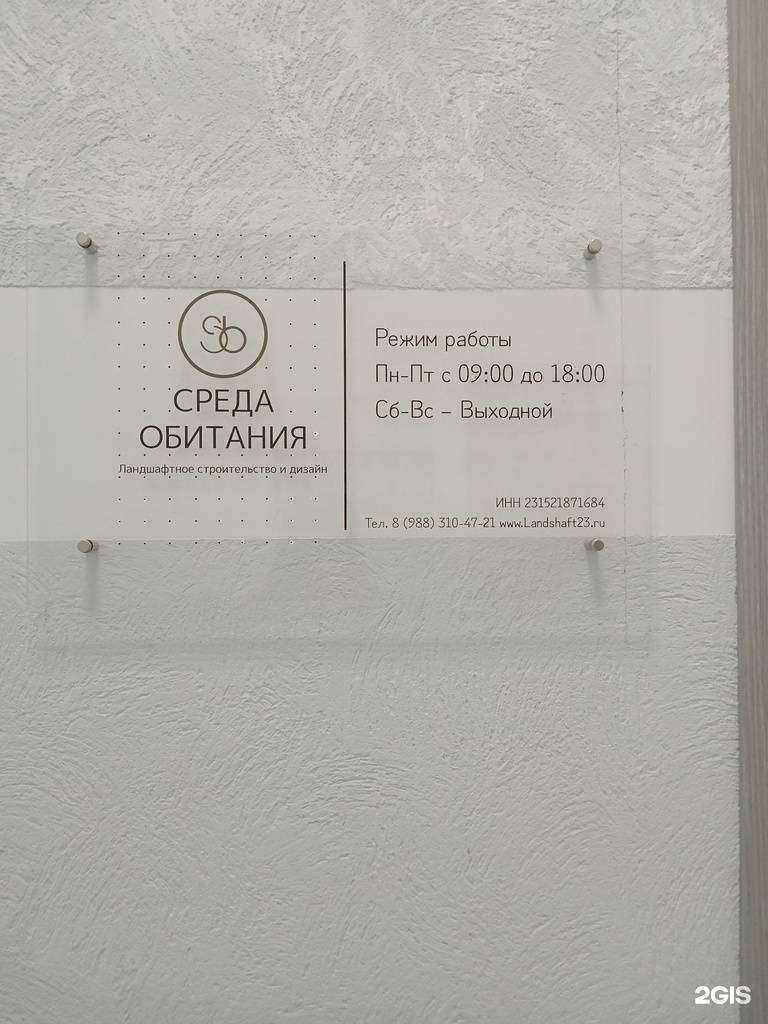 Sb
СРЕДА
ОБИТАНИЯ
Ландшафтное строительство и дизайн
Режим работы
Пн-Пт с 09:00 до 18:00
Сб-Вс – Выходной
ИНН 231521871684
Тел. 8 (988) 310-47-21 www.Landshaft23.ru
2GIS